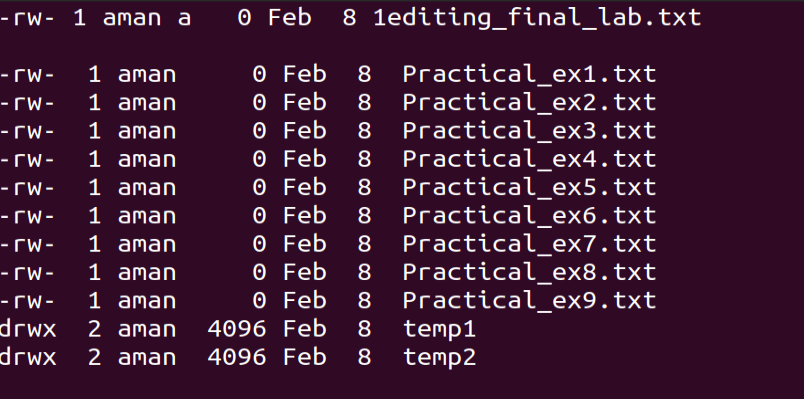 -rw- 1 aman a   0 Feb  8 1editing_final_lab.txt
-rw-  1 aman     0 Feb  8  Practical_ex1.txt
-rw-  1 aman     0 Feb  8  Practical_ex2.txt
-rw-  1 aman     0 Feb  8  Practical_ex3.txt
-rw-  1 aman     0 Feb  8  Practical_ex4.txt
-rw-  1 aman     0 Feb  8  Practical_ex5.txt
-rw-  1 aman     0 Feb  8  Practical_ex6.txt
-rw-  1 aman     0 Feb  8  Practical_ex7.txt
-rw-  1 aman     0 Feb  8  Practical_ex8.txt
-rw-  1 aman     0 Feb  8  Practical_ex9.txt
drwx  2 aman  4096 Feb  8  temp1
drwx  2 aman  4096 Feb  8  temp2